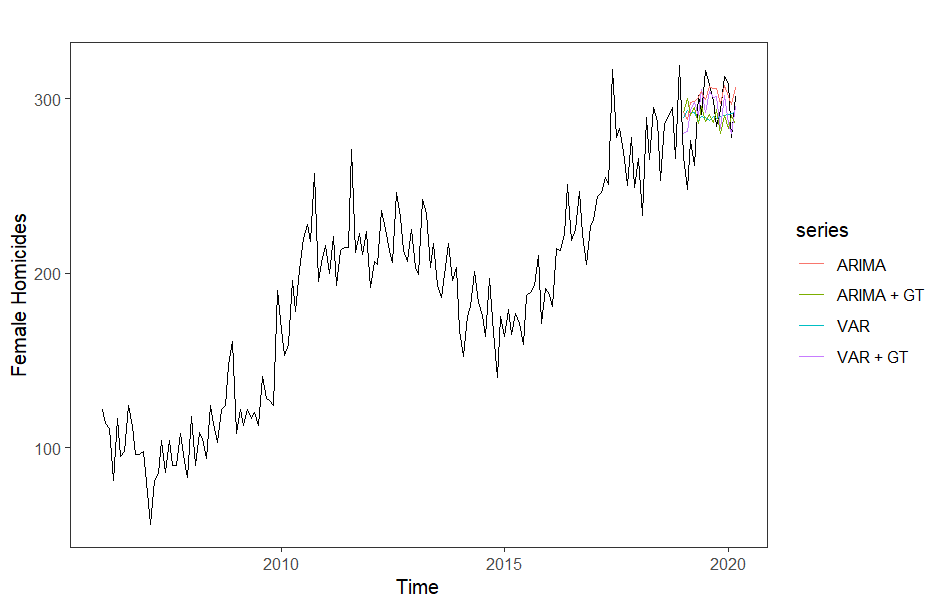 300
200
100
Female Homicides
2010
2015
2020
Time
series
ARIMA
ARIMA + GT
VAR
VAR + GT